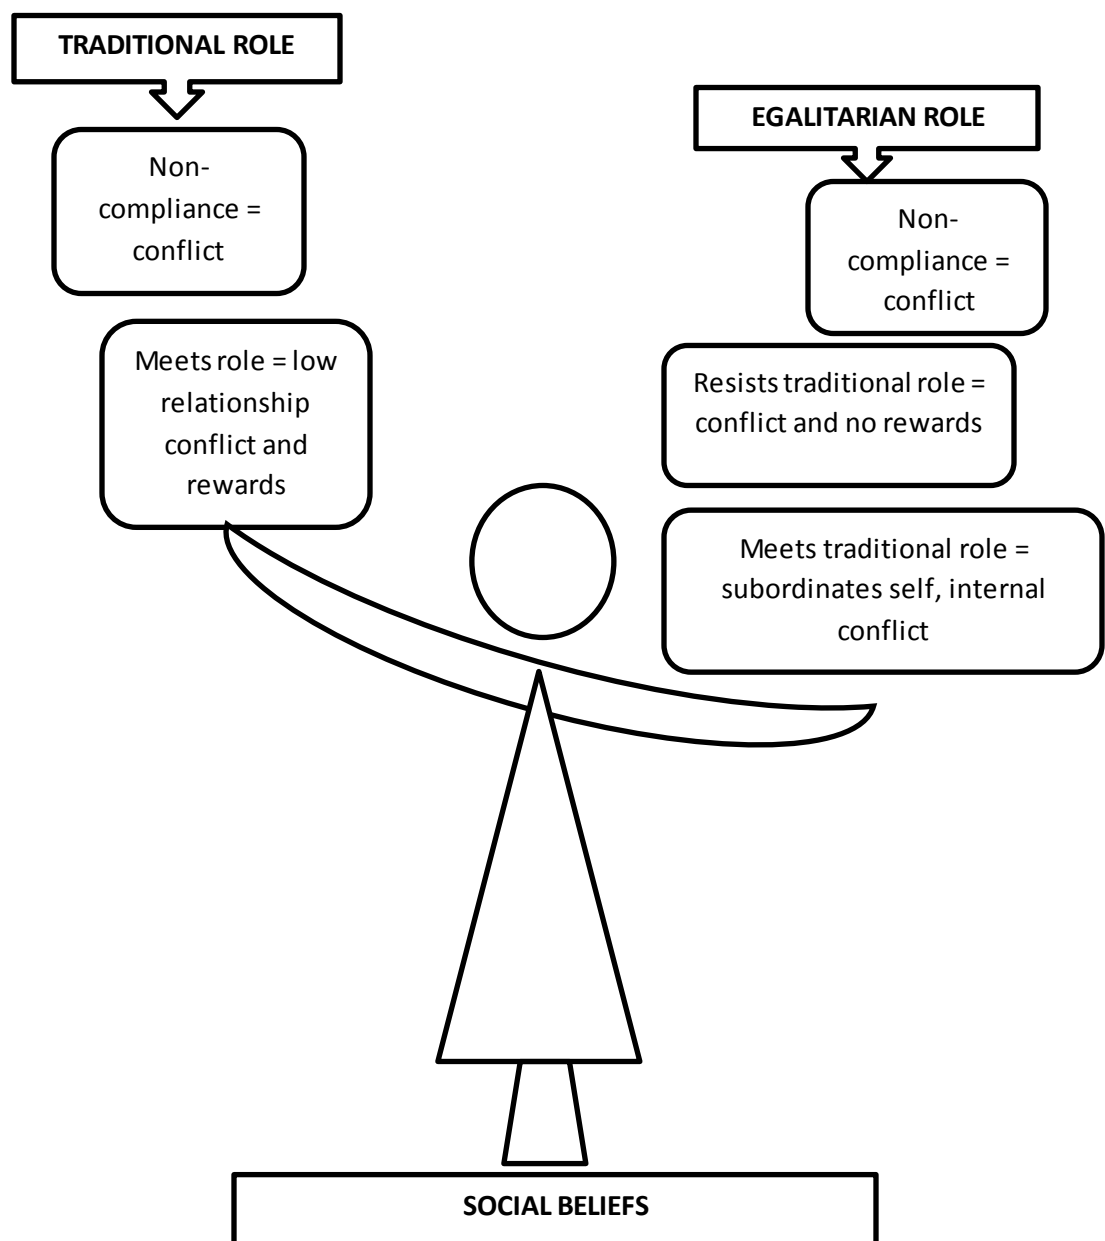 TRADITIONAL ROLE
Non-
compliance =
conflict
Meets role = low
relationship
conflict and
rewards
EGALITARIAN ROLE
Non-
compliance =
conflict
Resists traditional role =
conflict and no rewards
Meets traditional role =
subordinates self, internal
conflict
SOCIAL BELIEFS